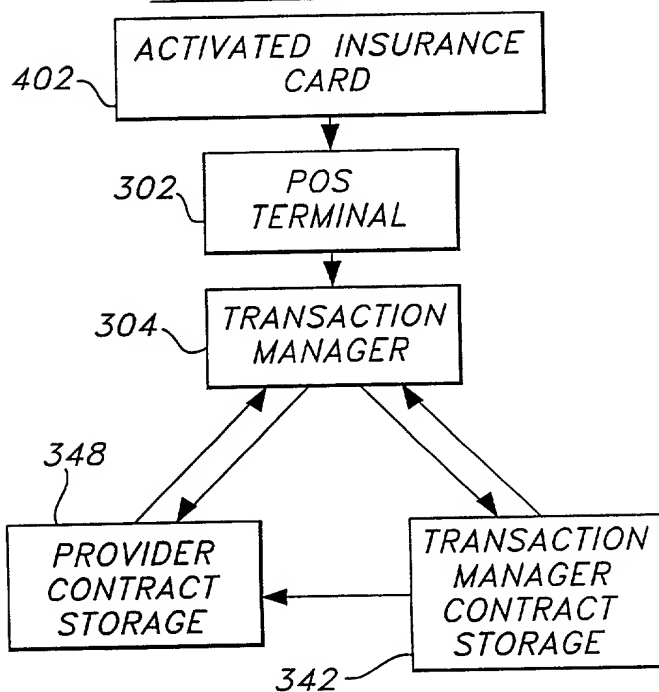 ACTIVATED INSURANCE
CARD
402
POS
TERMINAL
302
TRANSACTION
MANAGER
304
348
PROVIDER
CONTRACT
STORAGE
TRANSACTION
MANAGER
CONTRACT
STORAGE
342